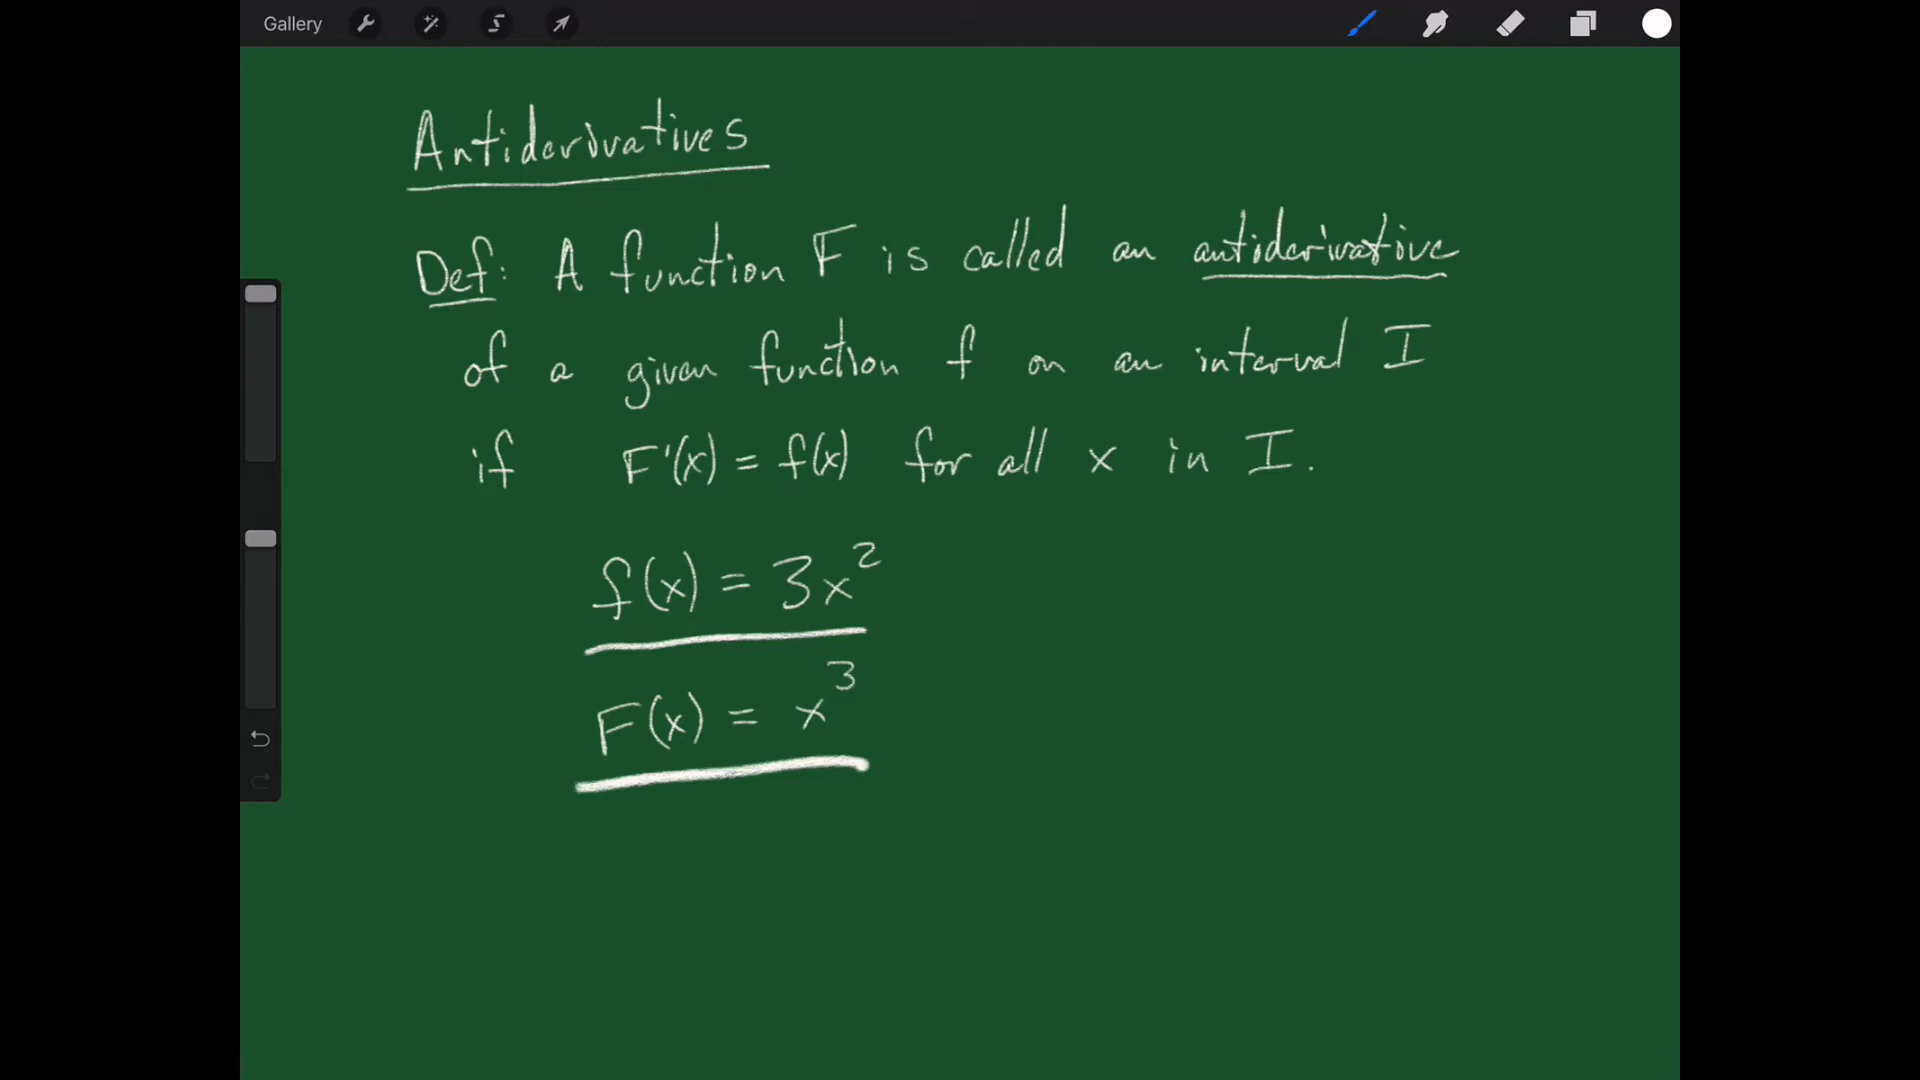 Gallery
Antiderivatives
Def: A function F is called an antiderivative
of a given function f on an interval I
if F'(x) = f(x) for all x in I.
f(x) = 3x²
F(x) = x³